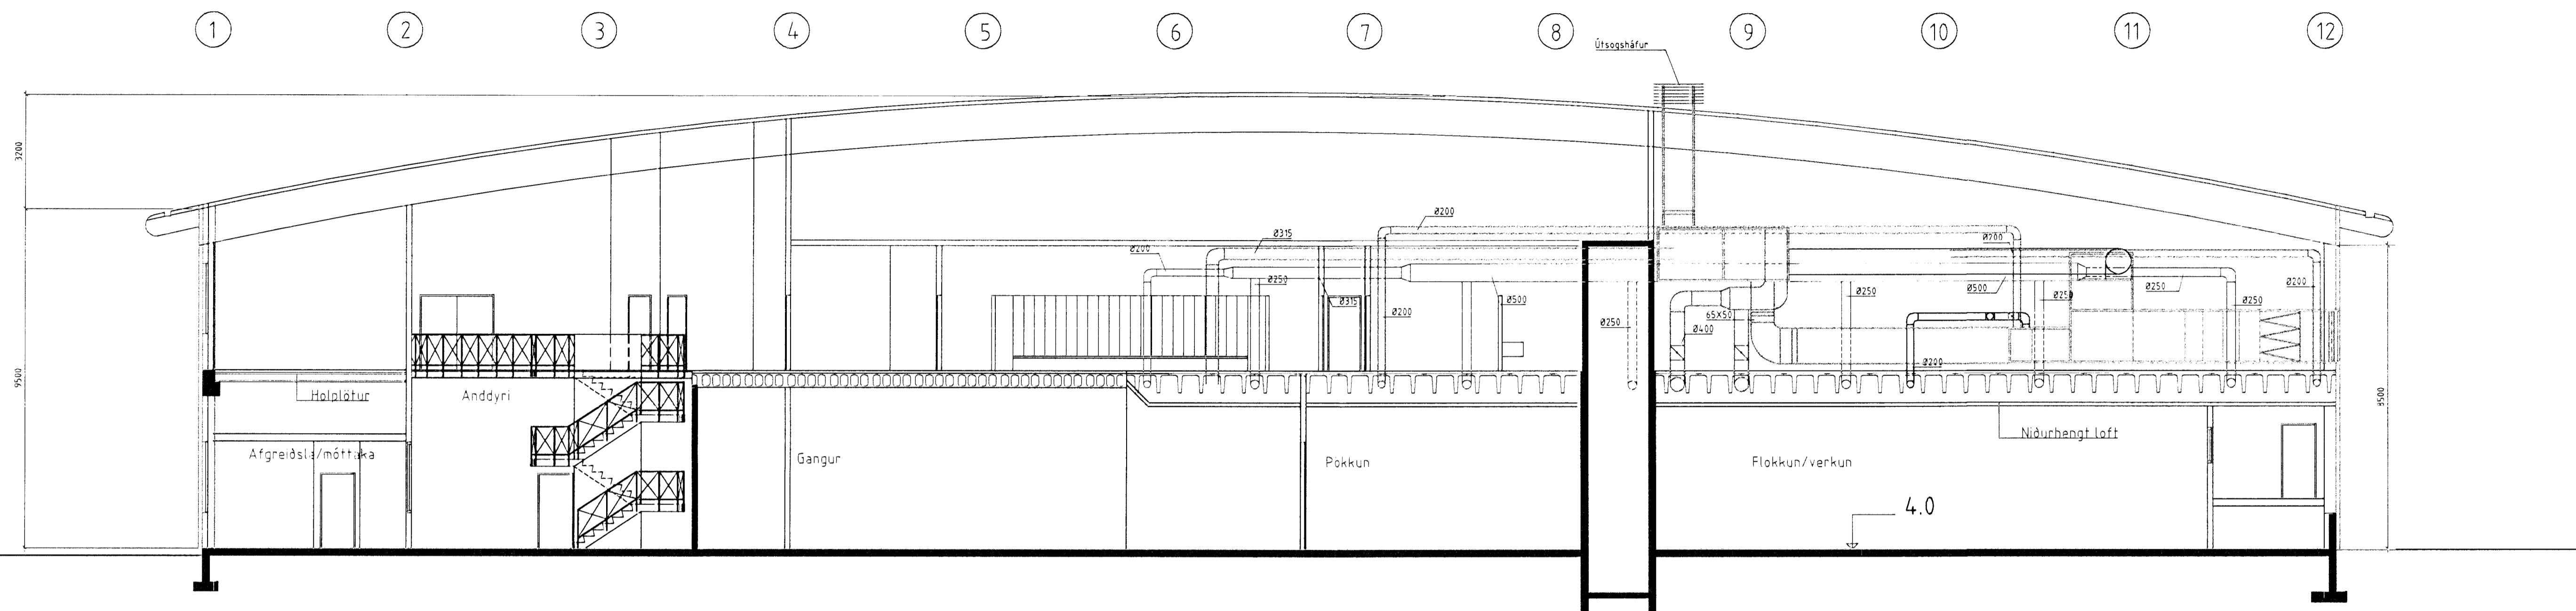 1 2 3 4 5 6 7 8 9 10 11 12
Útsogsháfur
3200
9500
8500
Ø200
Ø315
Ø200
Ø250
Ø315
Ø200
Ø500
Ø250
Ø400
65X50
Ø200
Ø250
Ø500
Ø250
Ø250
Ø250
Ø200
Ø200
Holplötur
Anddyri
Afgreiðsla/móttaka
Gangur
Pokkun
Flokkun/verkun
Niðurhengt loft
4.0